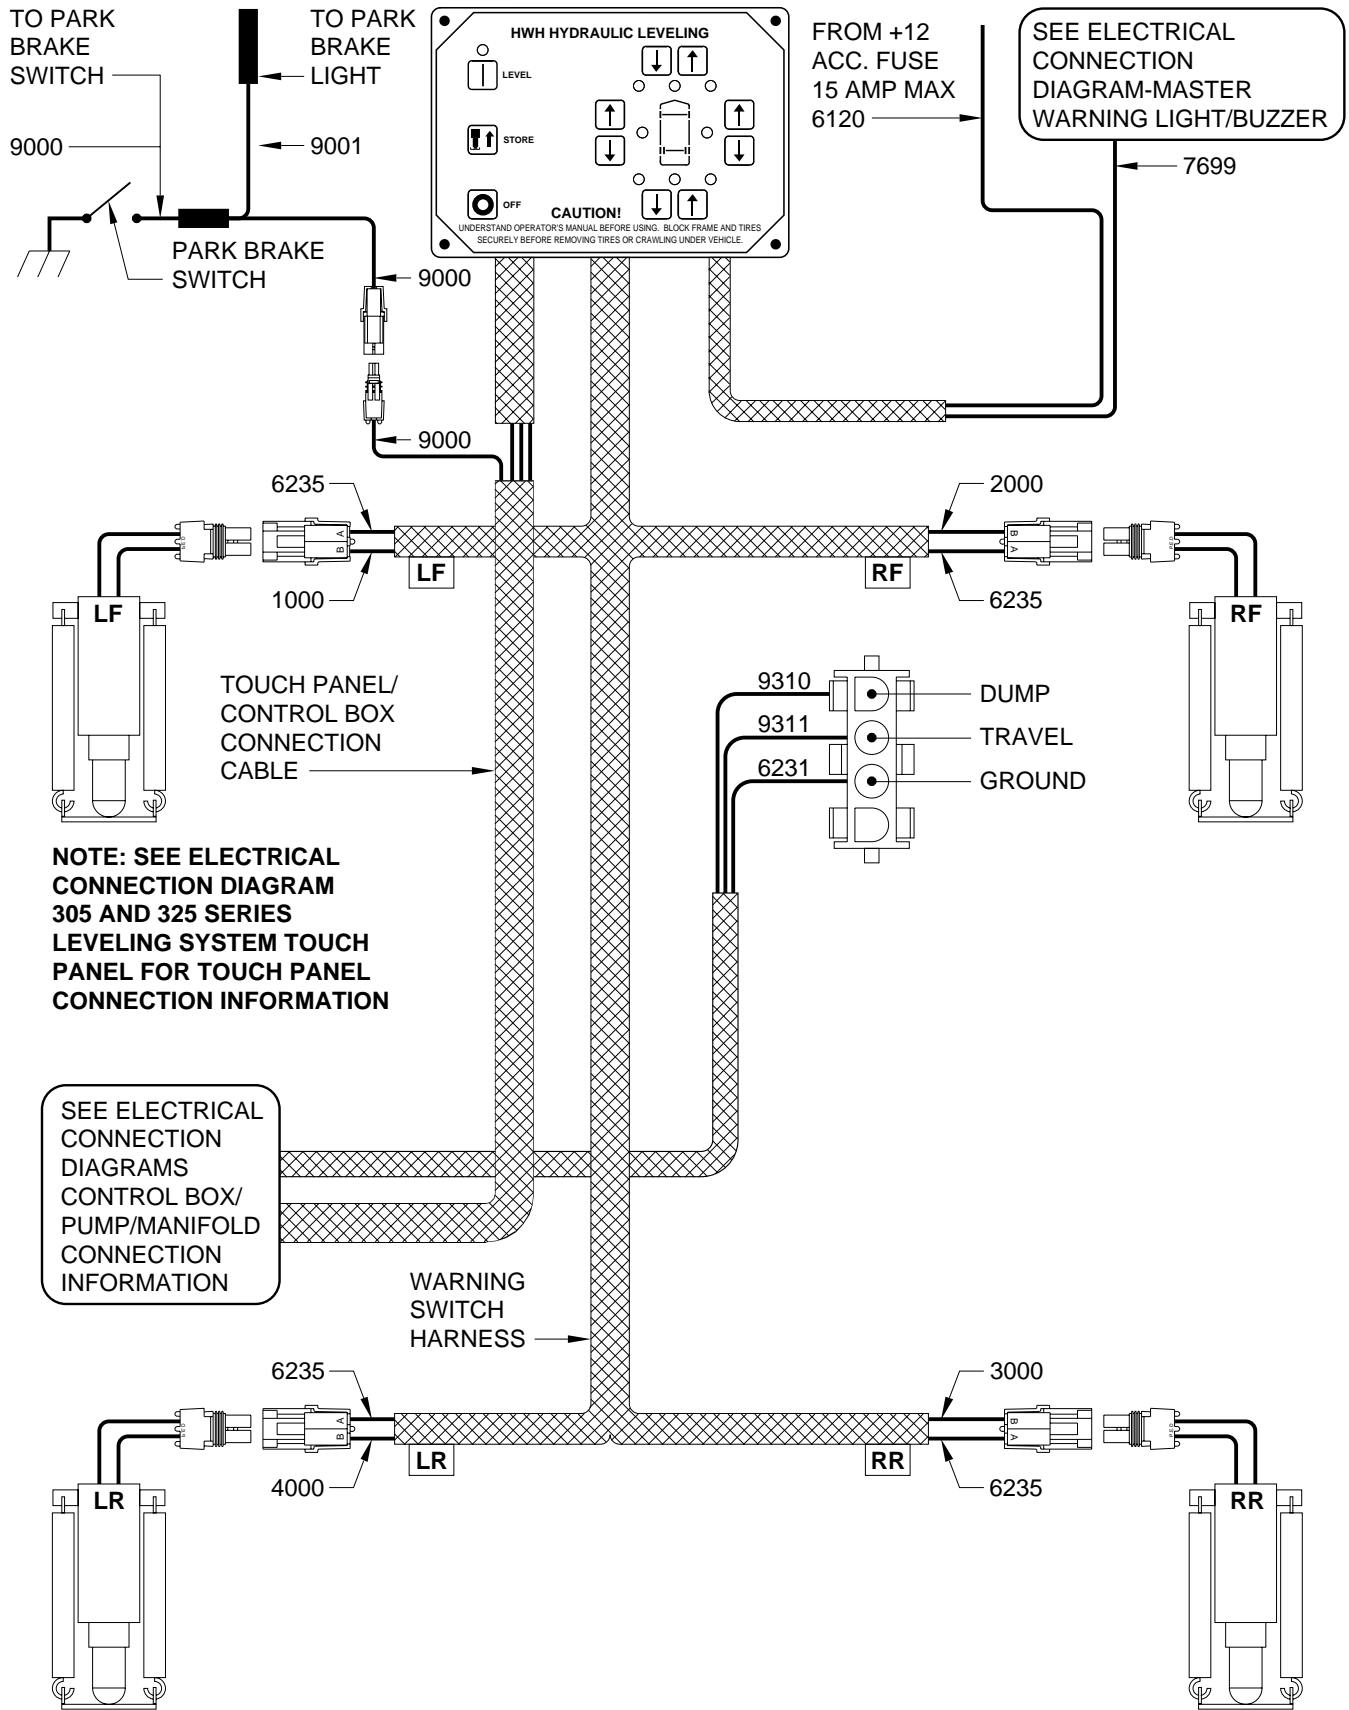 TO PARK
BRAKE
SWITCH
TO PARK
BRAKE
LIGHT
9000
9001
PARK BRAKE
SWITCH
9000
9000
HWH HYDRAULIC LEVELING
LEVEL
STORE
OFF
CAUTION!
UNDERSTAND OPERATOR'S MANUAL BEFORE USING. BLOCK FRAME AND TIRES
SECURELY BEFORE REMOVING TIRES OR CRAWLING UNDER VEHICLE.
FROM +12
ACC. FUSE
15 AMP MAX
6120
SEE ELECTRICAL
CONNECTION
DIAGRAM-MASTER
WARNING LIGHT/BUZZER
7699
6235
A
B
1000
LF
LF
2000
B
A
6235
RF
RF
TOUCH PANEL/
CONTROL BOX
CONNECTION
CABLE
9310
DUMP
9311
TRAVEL
6231
GROUND
NOTE: SEE ELECTRICAL
CONNECTION DIAGRAM
305 AND 325 SERIES
LEVELING SYSTEM TOUCH
PANEL FOR TOUCH PANEL
CONNECTION INFORMATION
SEE ELECTRICAL
CONNECTION
DIAGRAMS
CONTROL BOX/
PUMP/MANIFOLD
CONNECTION
INFORMATION
WARNING
SWITCH
HARNESS
6235
A
B
4000
LR
LR
3000
B
A
6235
RR
RR